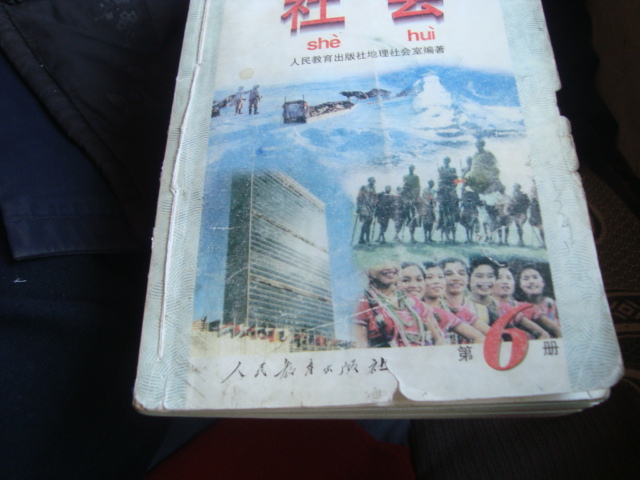 社会
shè huì
人民教育出版社地理社会室编著
第6册
人民教育出版社